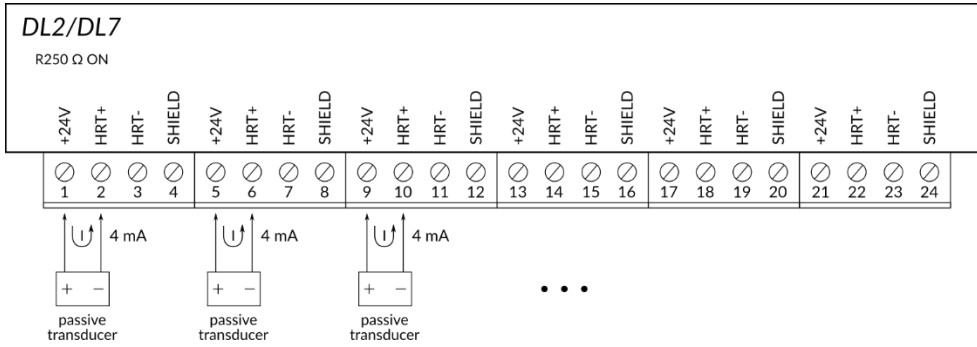 DL2/DL7
R250 Ω ON
+24V HRT+ HRT- SHIELD +24V HRT+ HRT- SHIELD +24V HRT+ HRT- SHIELD +24V HRT+ HRT- SHIELD +24V HRT+ HRT- SHIELD +24V HRT+ HRT- SHIELD
1 2 3 4 5 6 7 8 9 10 11 12 13 14 15 16 17 18 19 20 21 22 23 24
I 4 mA I 4 mA I 4 mA
+ − + − + −
passive passive passive
transducer transducer transducer